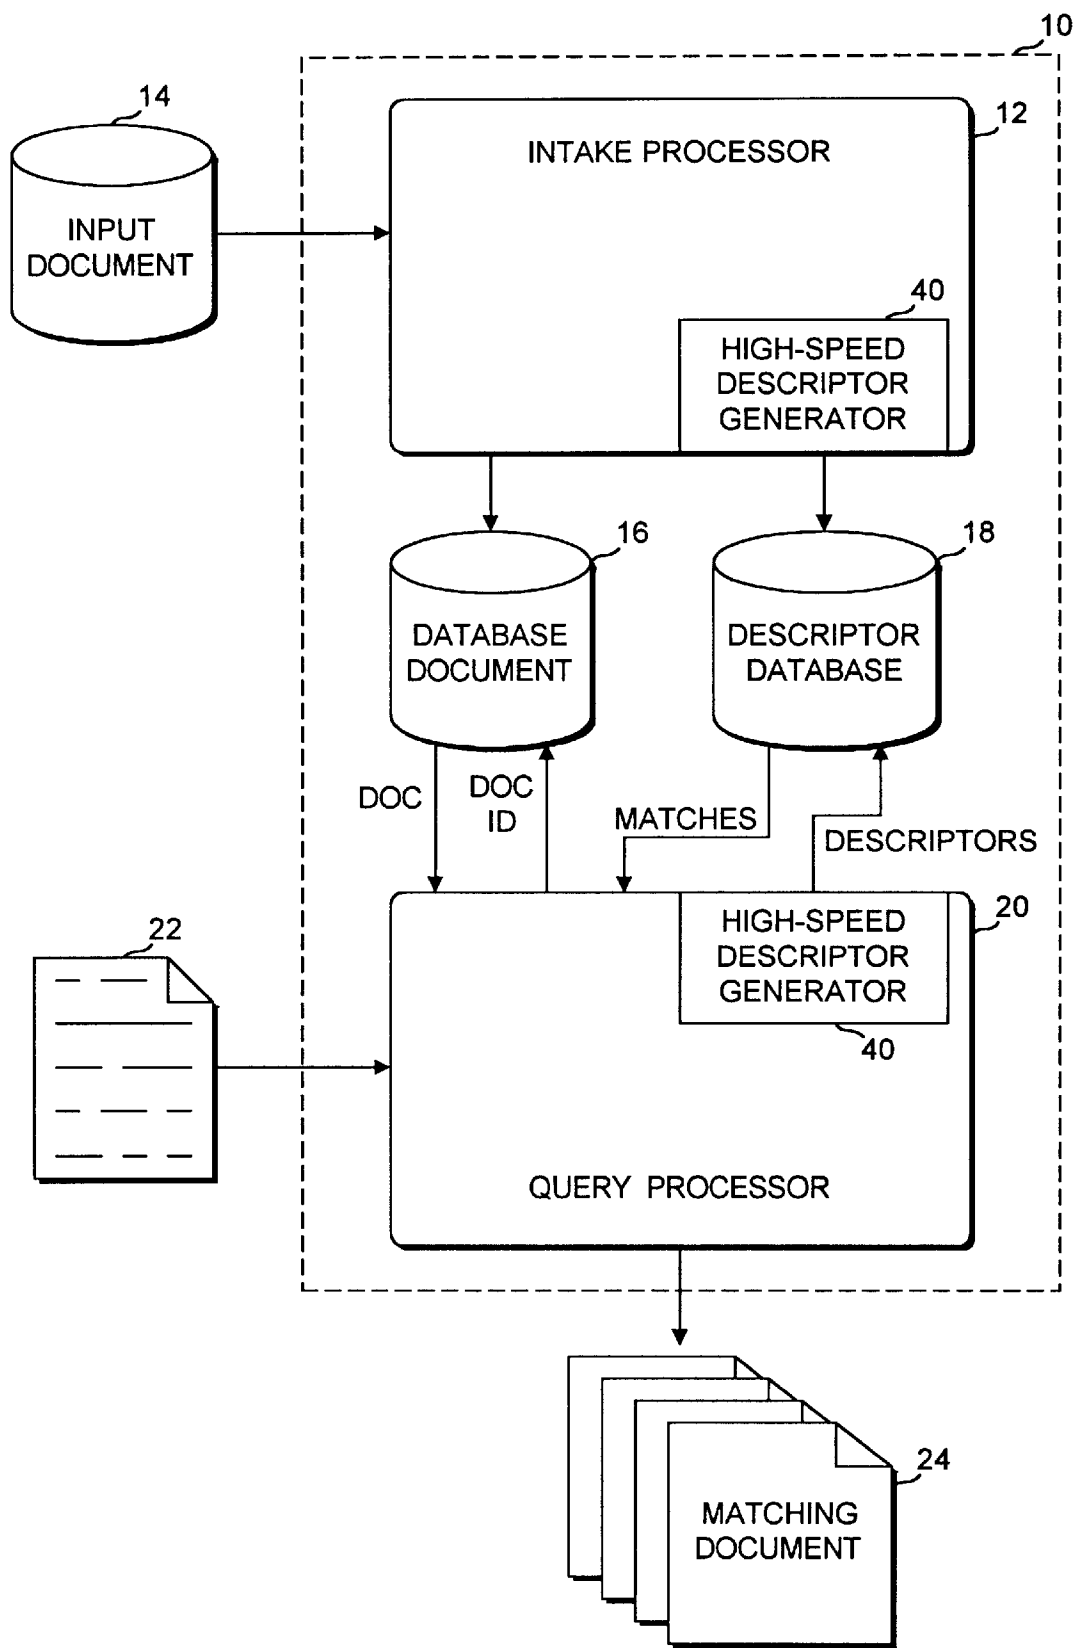 10
14
12
INTAKE PROCESSOR
INPUT
DOCUMENT
40
HIGH-SPEED
DESCRIPTOR
GENERATOR
16
18
DATABASE
DOCUMENT
DESCRIPTOR
DATABASE
DOC
DOC
ID
MATCHES
DESCRIPTORS
20
HIGH-SPEED
DESCRIPTOR
GENERATOR
40
22
QUERY PROCESSOR
24
MATCHING
DOCUMENT